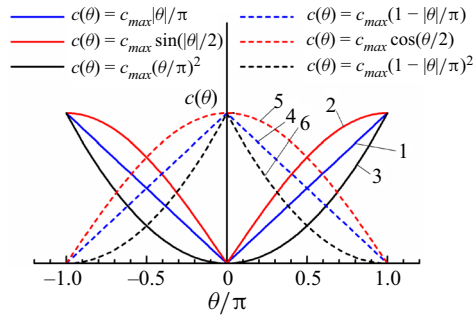 c(θ) = c_max|θ|/π
c(θ) = c_max(1 − |θ|/π)
c(θ) = c_max sin(|θ|/2)
c(θ) = c_max cos(θ/2)
c(θ) = c_max(θ/π)²
c(θ) = c_max(1 − |θ|/π)²
c(θ)
5
4
6
2
1
3
−1.0 −0.5 0 0.5 1.0
θ/π